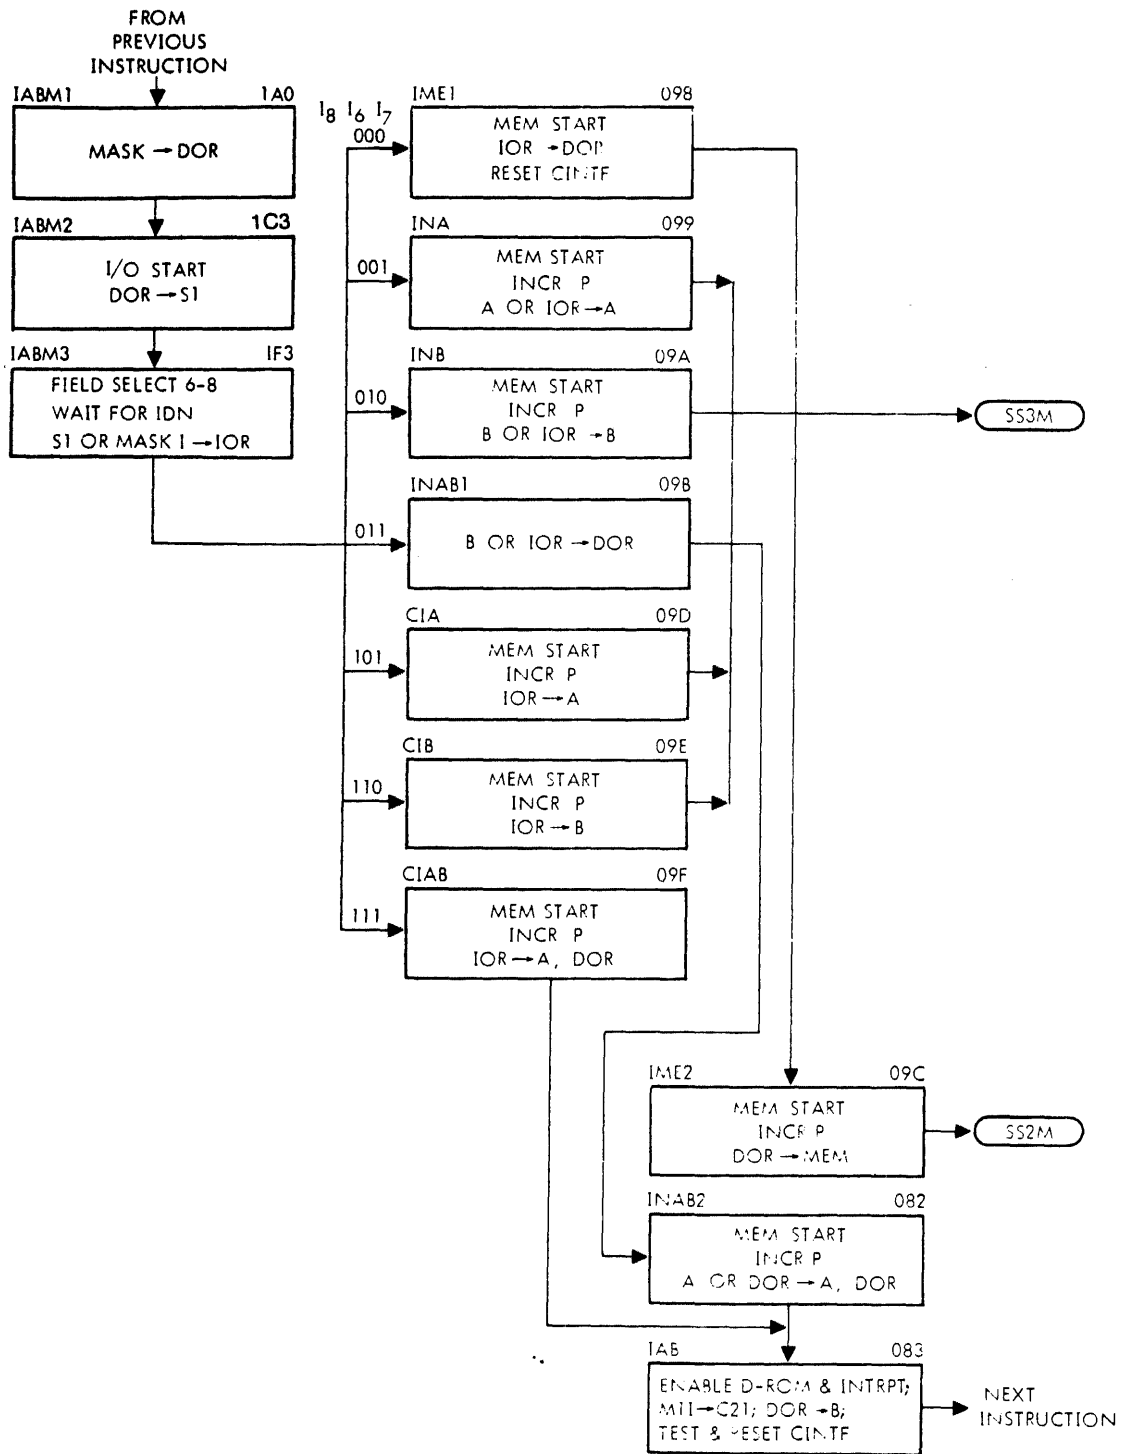 FROM
PREVIOUS
INSTRUCTION
IABM1 1A0
MASK → DOR
IABM2 1C3
I/O START
DOR → S1
IABM3 IF3
FIELD SELECT 6-8
WAIT FOR IDN
S1 OR MASK I → IOR
I8 I6 I7
000
IME1 098
MEM START
IOR → DOR
RESET CINTF
001
INA 099
MEM START
INCR P
A OR IOR → A
010
INB 09A
MEM START
INCR P
B OR IOR → B
SS3M
011
INAB1 09B
B OR IOR → DOR
101
CIA 09D
MEM START
INCR P
IOR → A
110
CIB 09E
MEM START
INCR P
IOR → B
111
CIAB 09F
MEM START
INCR P
IOR → A, DOR
IME2 09C
MEM START
INCR P
DOR → MEM
SS2M
INAB2 082
MEM START
INCR P
A OR DOR → A, DOR
IAB 083
ENABLE D-ROM & INTRPT;
M11 → C21; DOR → B;
TEST & RESET CINTF
NEXT
INSTRUCTION